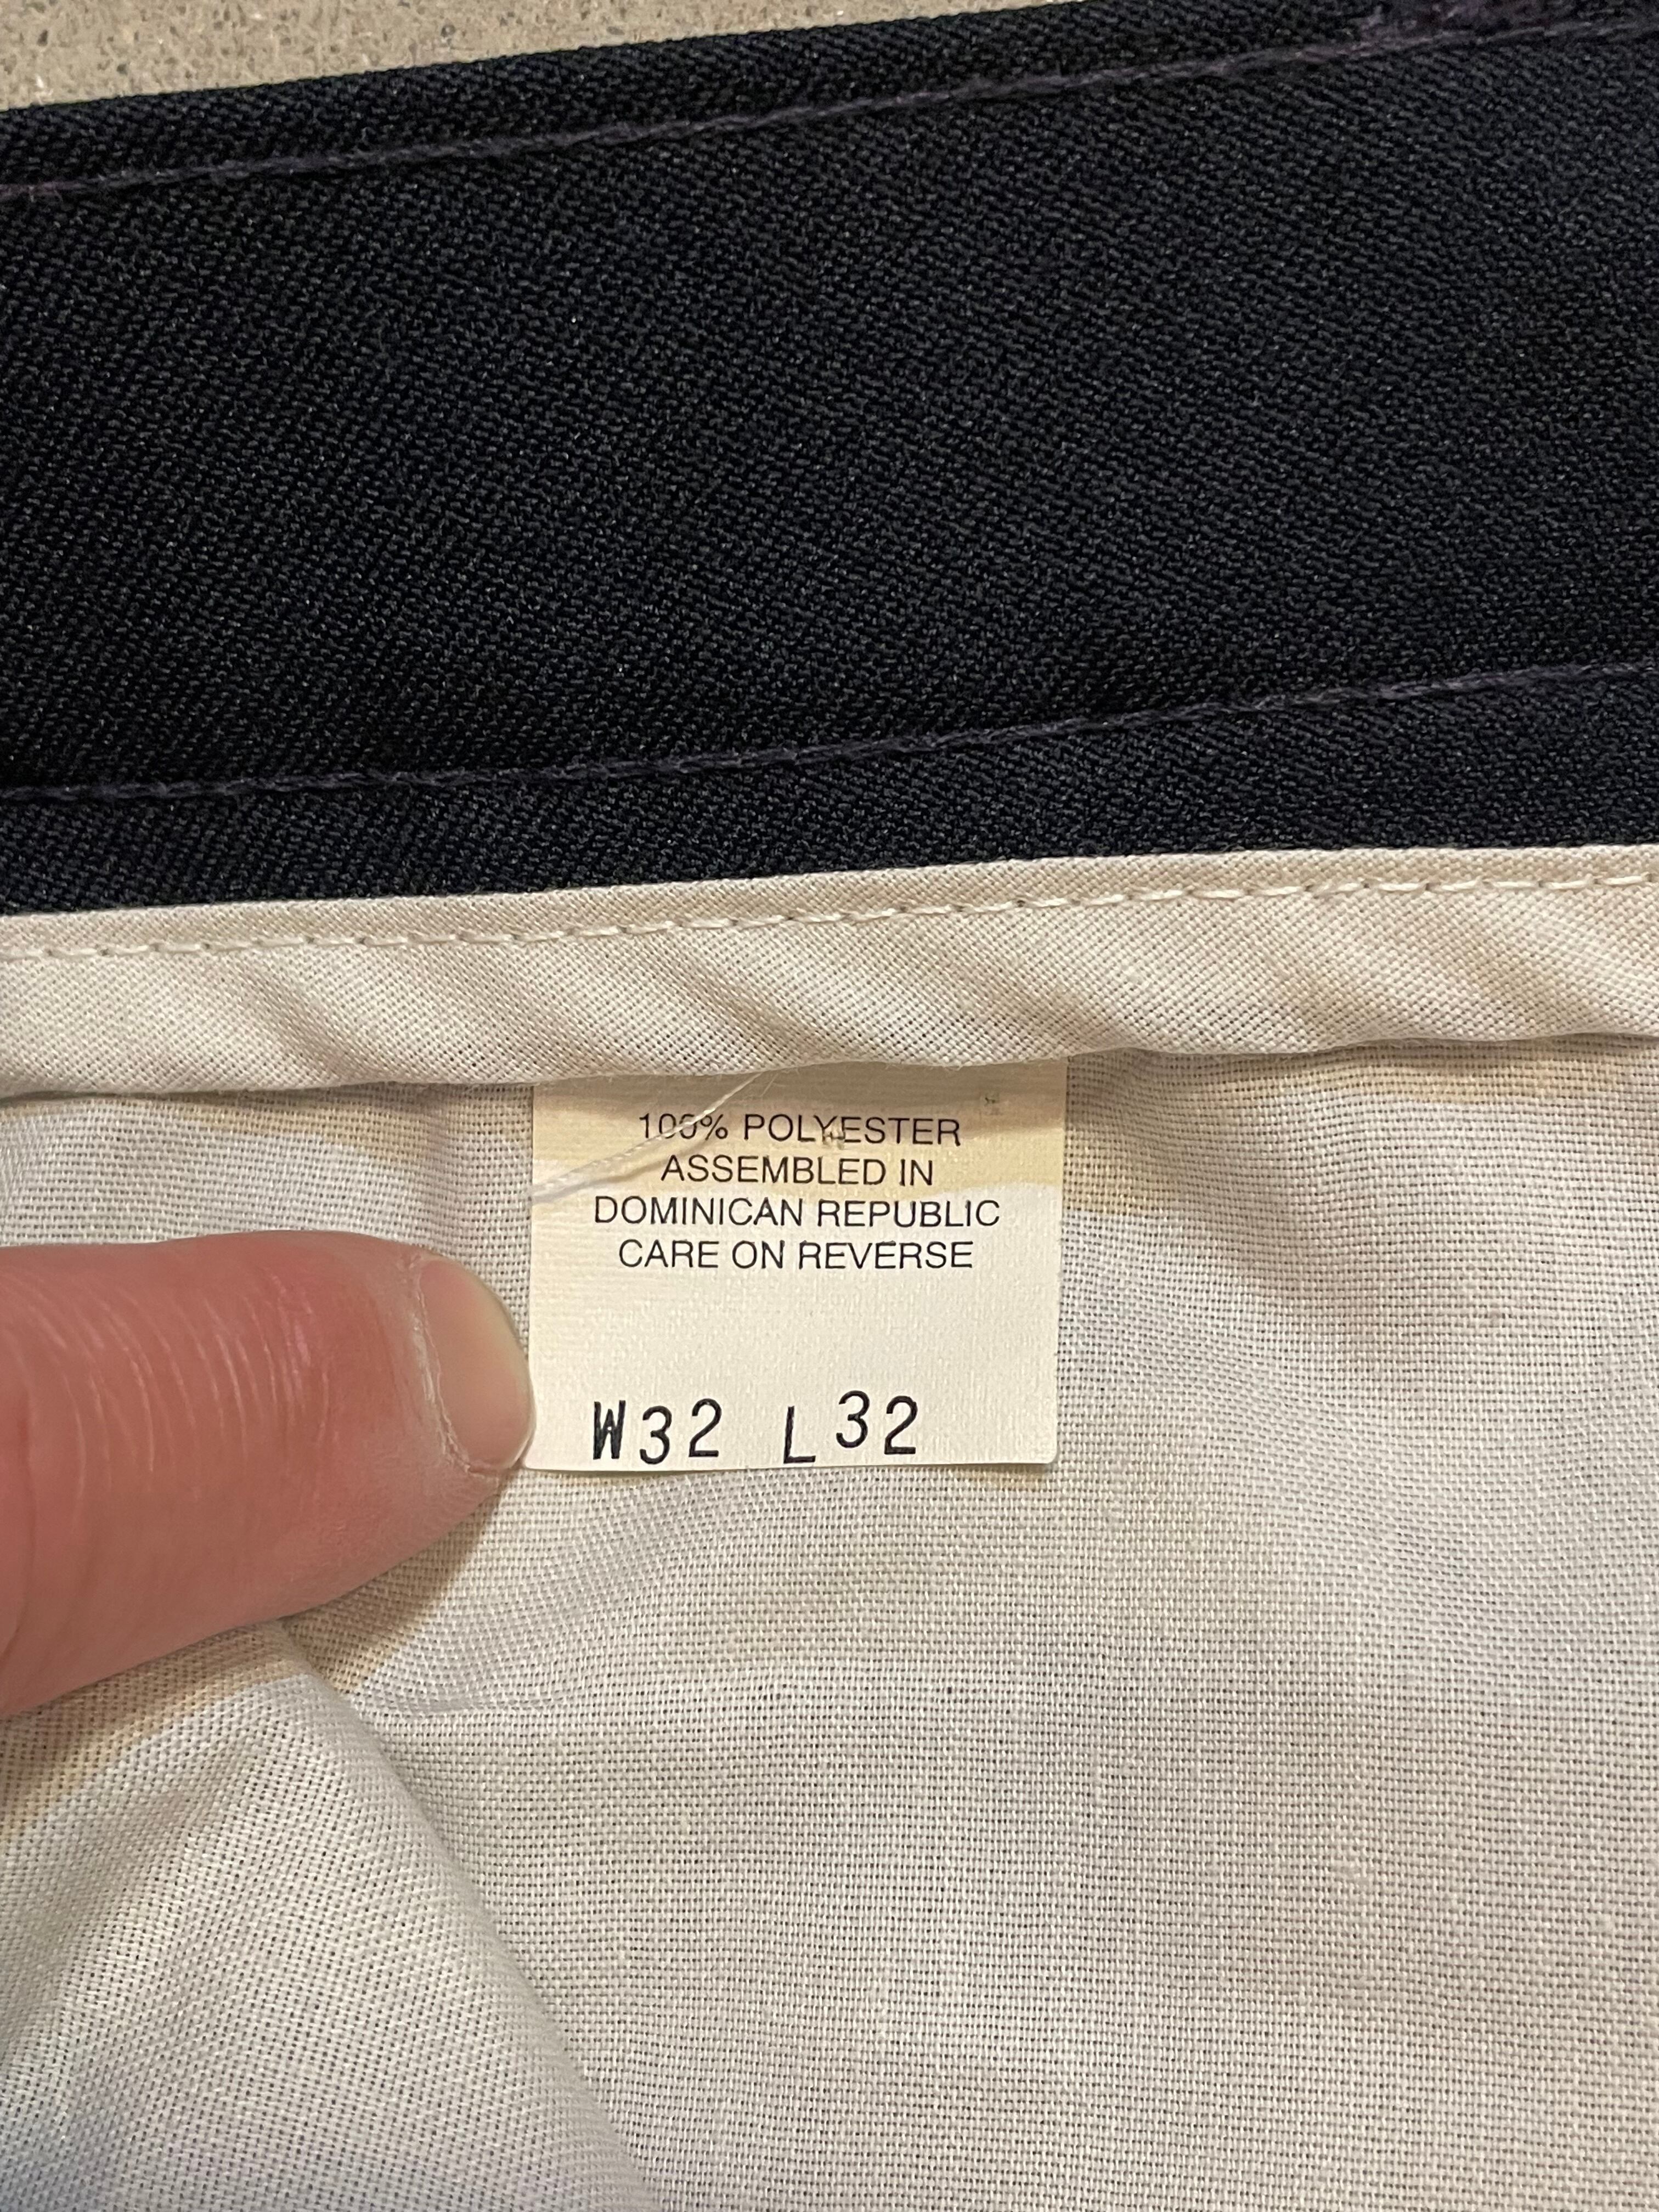 100% POLYESTER
ASSEMBLED IN
DOMINICAN REPUBLIC
CARE ON REVERSE
W32 L32